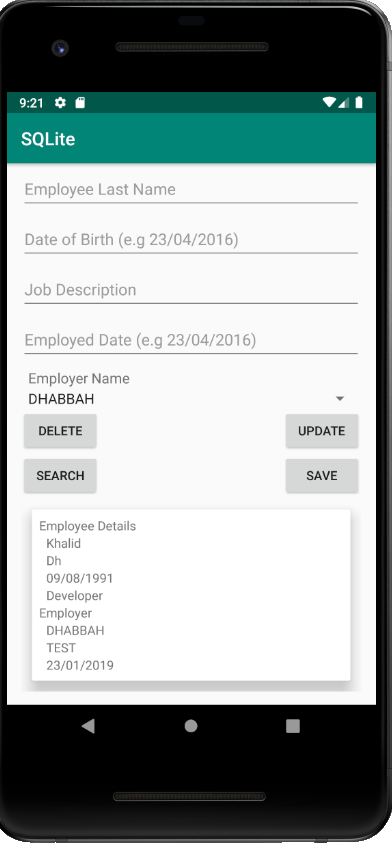 9:21
SQLite
Employee Last Name
Date of Birth (e.g 23/04/2016)
Job Description
Employed Date (e.g 23/04/2016)
Employer Name
DHABBAH
DELETE
UPDATE
SEARCH
SAVE
Employee Details
Khalid
Dh
09/08/1991
Developer
Employer
DHABBAH
TEST
23/01/2019